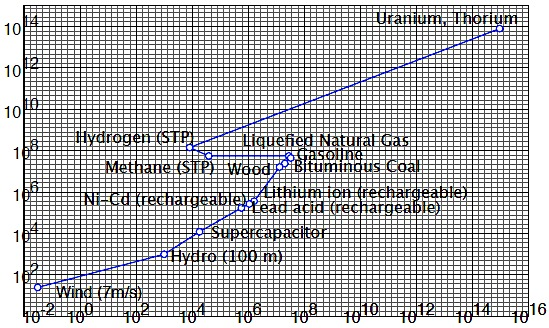 Uranium, Thorium
10^14
10^12
10^10
10^8
10^6
10^4
10^2
Hydrogen (STP)
Liquefied Natural Gas
Gasoline
Methane (STP)
Wood
Bituminous Coal
Ni-Cd (rechargeable)
Lithium ion (rechargeable)
Lead acid (rechargeable)
Supercapacitor
Hydro (100 m)
Wind (7m/s)
10^-2 10^0 10^2 10^4 10^6 10^8 10^10 10^12 10^14 10^16